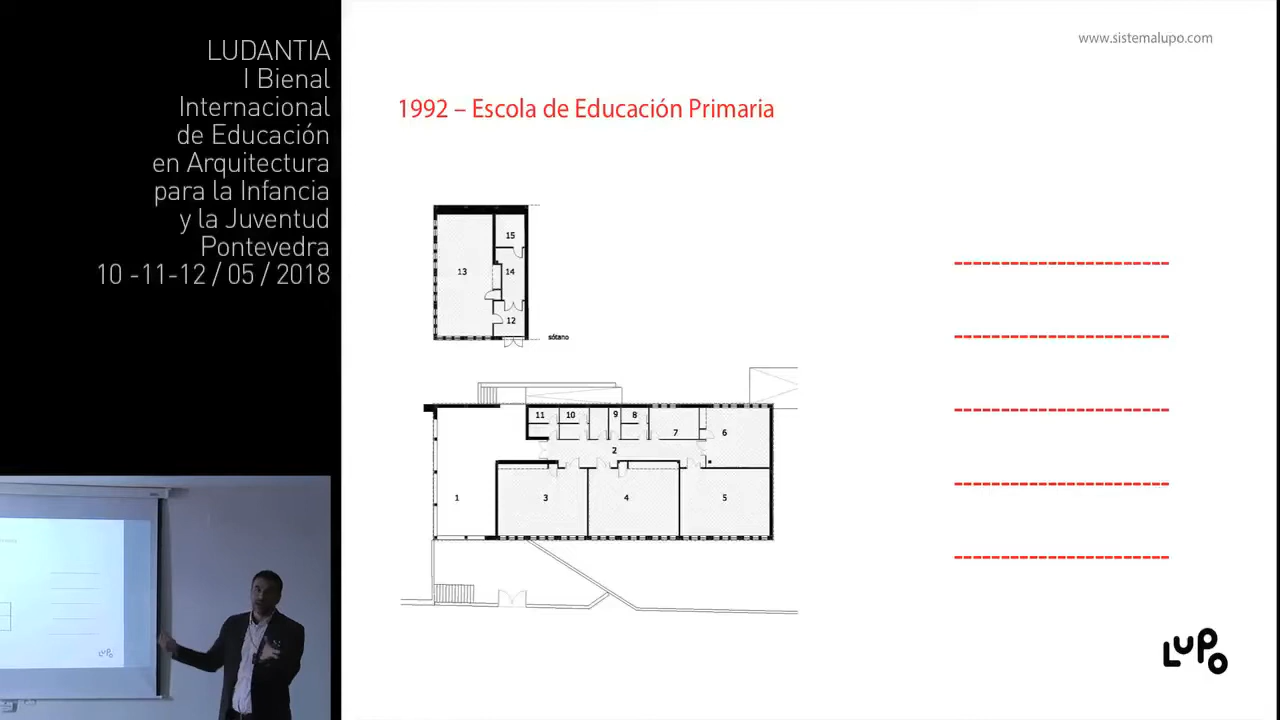 LUDANTIA
I Bienal
Internacional
de Educación
en Arquitectura
para la Infancia
y la Juventud
Pontevedra
10 -11-12 / 05 / 2018
www.sistemalupo.com
1992 – Escola de Educación Primaria
15
13
14
12
sótano
11
10
9
8
7
6
2
1
3
4
5
LUPO